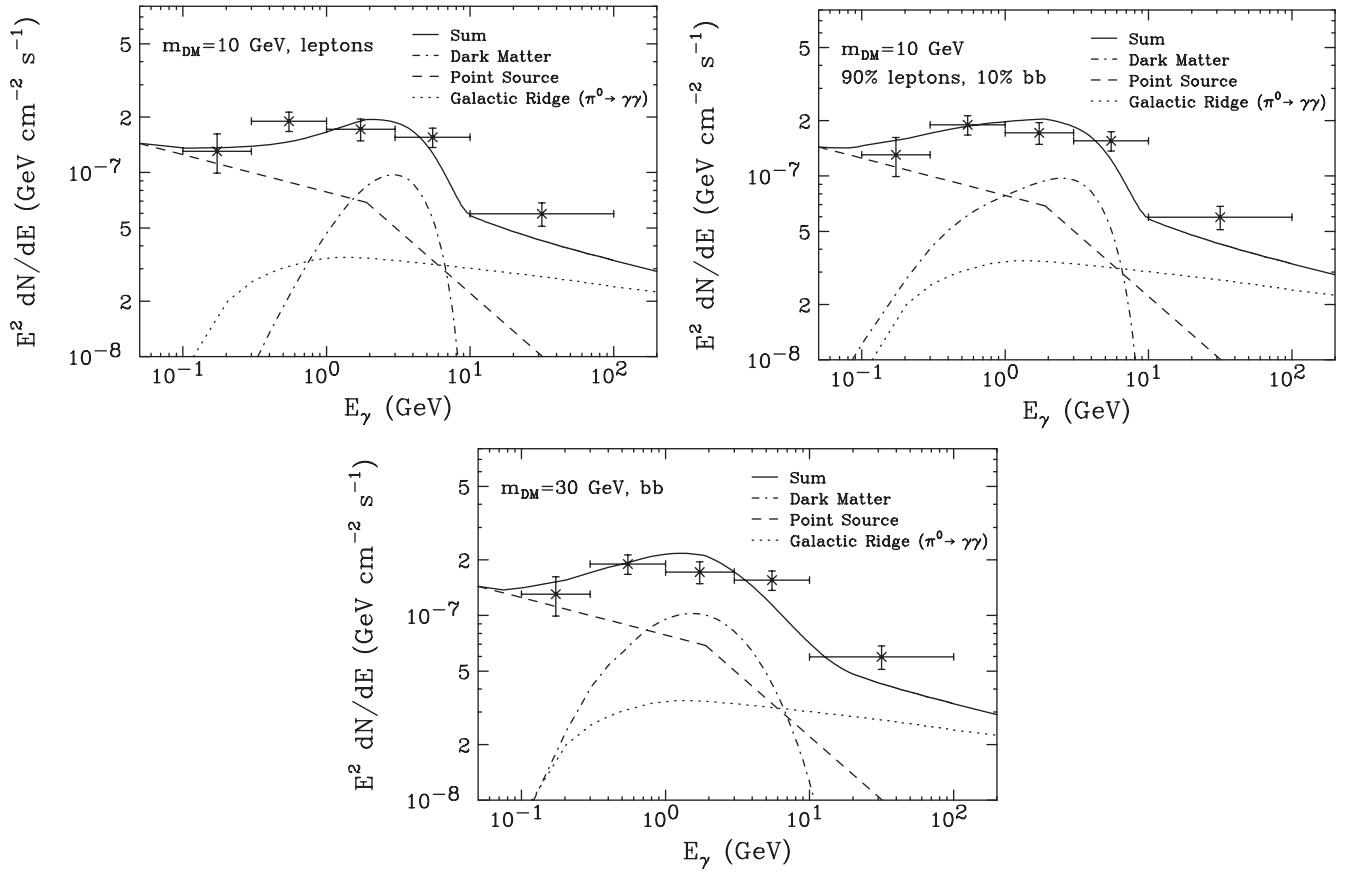 m_DM=10 GeV, leptons
Sum
Dark Matter
Point Source
Galactic Ridge (π⁰→ γγ)
E² dN/dE (GeV cm⁻² s⁻¹)
5
2
10⁻⁷
5
2
10⁻⁸
10⁻¹
10⁰
10¹
10²
E_γ (GeV)
m_DM=10 GeV
90% leptons, 10% bb
Sum
Dark Matter
Point Source
Galactic Ridge (π⁰→ γγ)
E² dN/dE (GeV cm⁻² s⁻¹)
5
2
10⁻⁷
5
2
10⁻⁸
10⁻¹
10⁰
10¹
10²
E_γ (GeV)
m_DM=30 GeV, bb
Sum
Dark Matter
Point Source
Galactic Ridge (π⁰→ γγ)
E² dN/dE (GeV cm⁻² s⁻¹)
5
2
10⁻⁷
5
2
10⁻⁸
10⁻¹
10⁰
10¹
10²
E_γ (GeV)